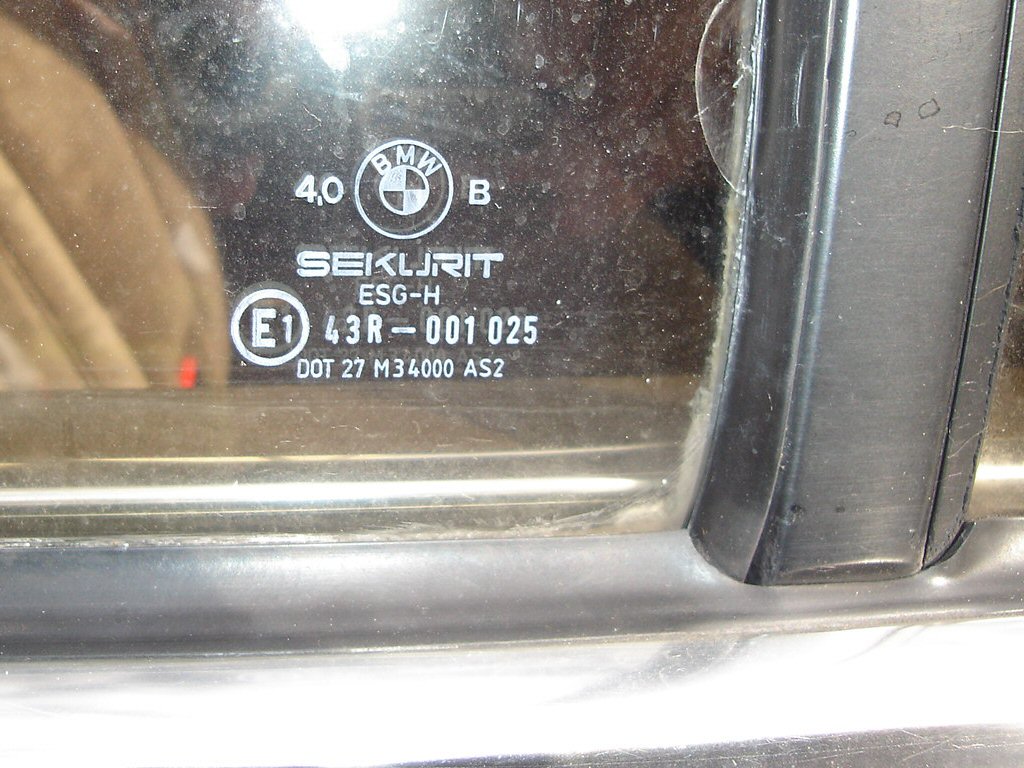 4,0 BMW B
SEKURIT
ESG-H
E1 43R-001 025
DOT 27 M34000 AS2